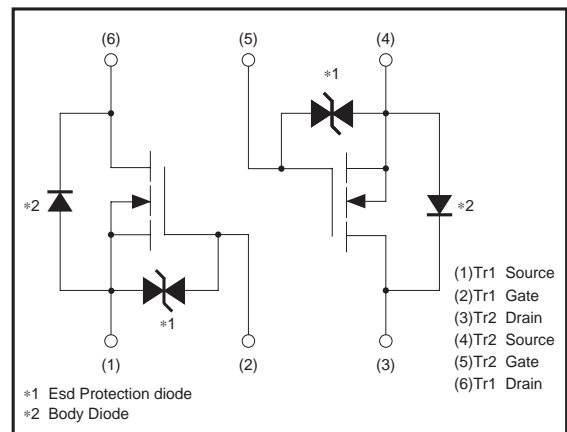 (6) (5) (4)
∗1
∗2
∗2
∗1
(1) (2) (3)
(1)Tr1 Source
(2)Tr1 Gate
(3)Tr2 Drain
(4)Tr2 Source
(5)Tr2 Gate
(6)Tr1 Drain
∗1 Esd Protection diode
∗2 Body Diode